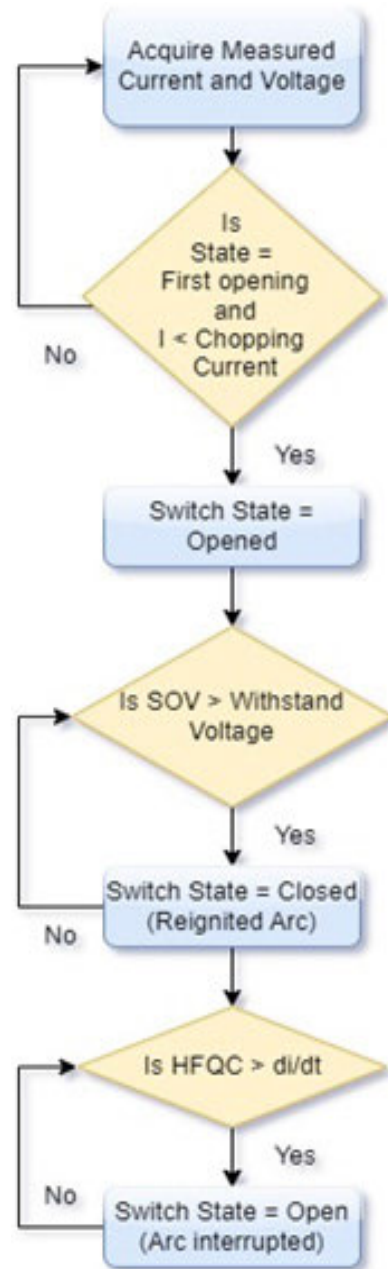 Acquire Measured
Current and Voltage
Is
State =
First opening
and
I < Chopping
Current
No
Yes
Switch State =
Opened
Is SOV > Withstand
Voltage
Yes
Switch State = Closed
(Reignited Arc)
No
Is HFQC > di/dt
Yes
No
Switch State = Open
(Arc interrupted)